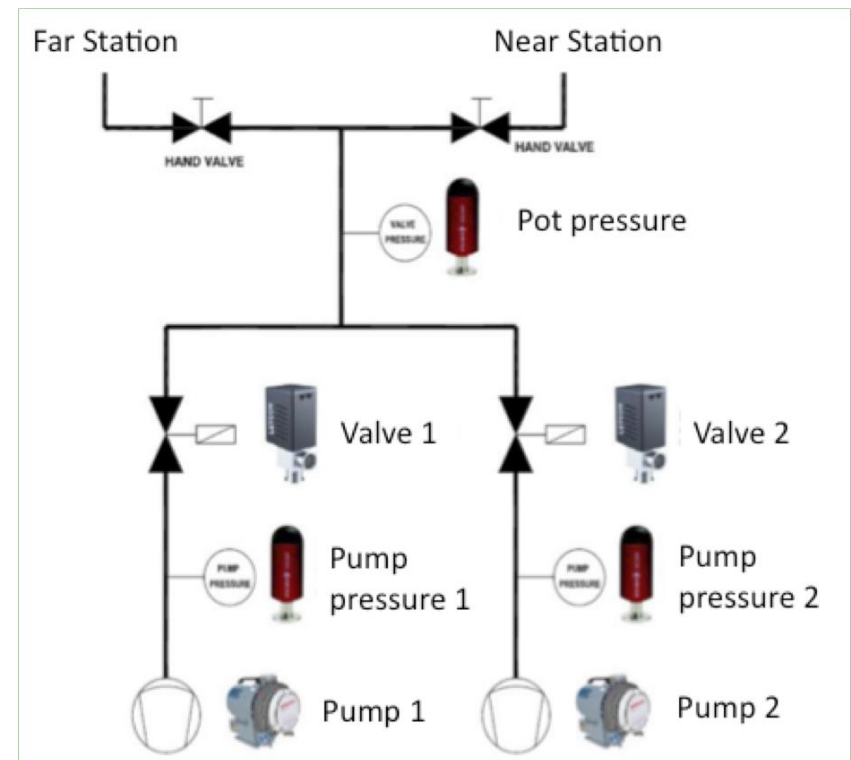 Far Station
Near Station
HAND VALVE
HAND VALVE
VALVE
PRESSURE
Pot pressure
Valve 1
Valve 2
PUMP
PRESSURE
Pump
pressure 1
PUMP
PRESSURE
Pump
pressure 2
Pump 1
Pump 2